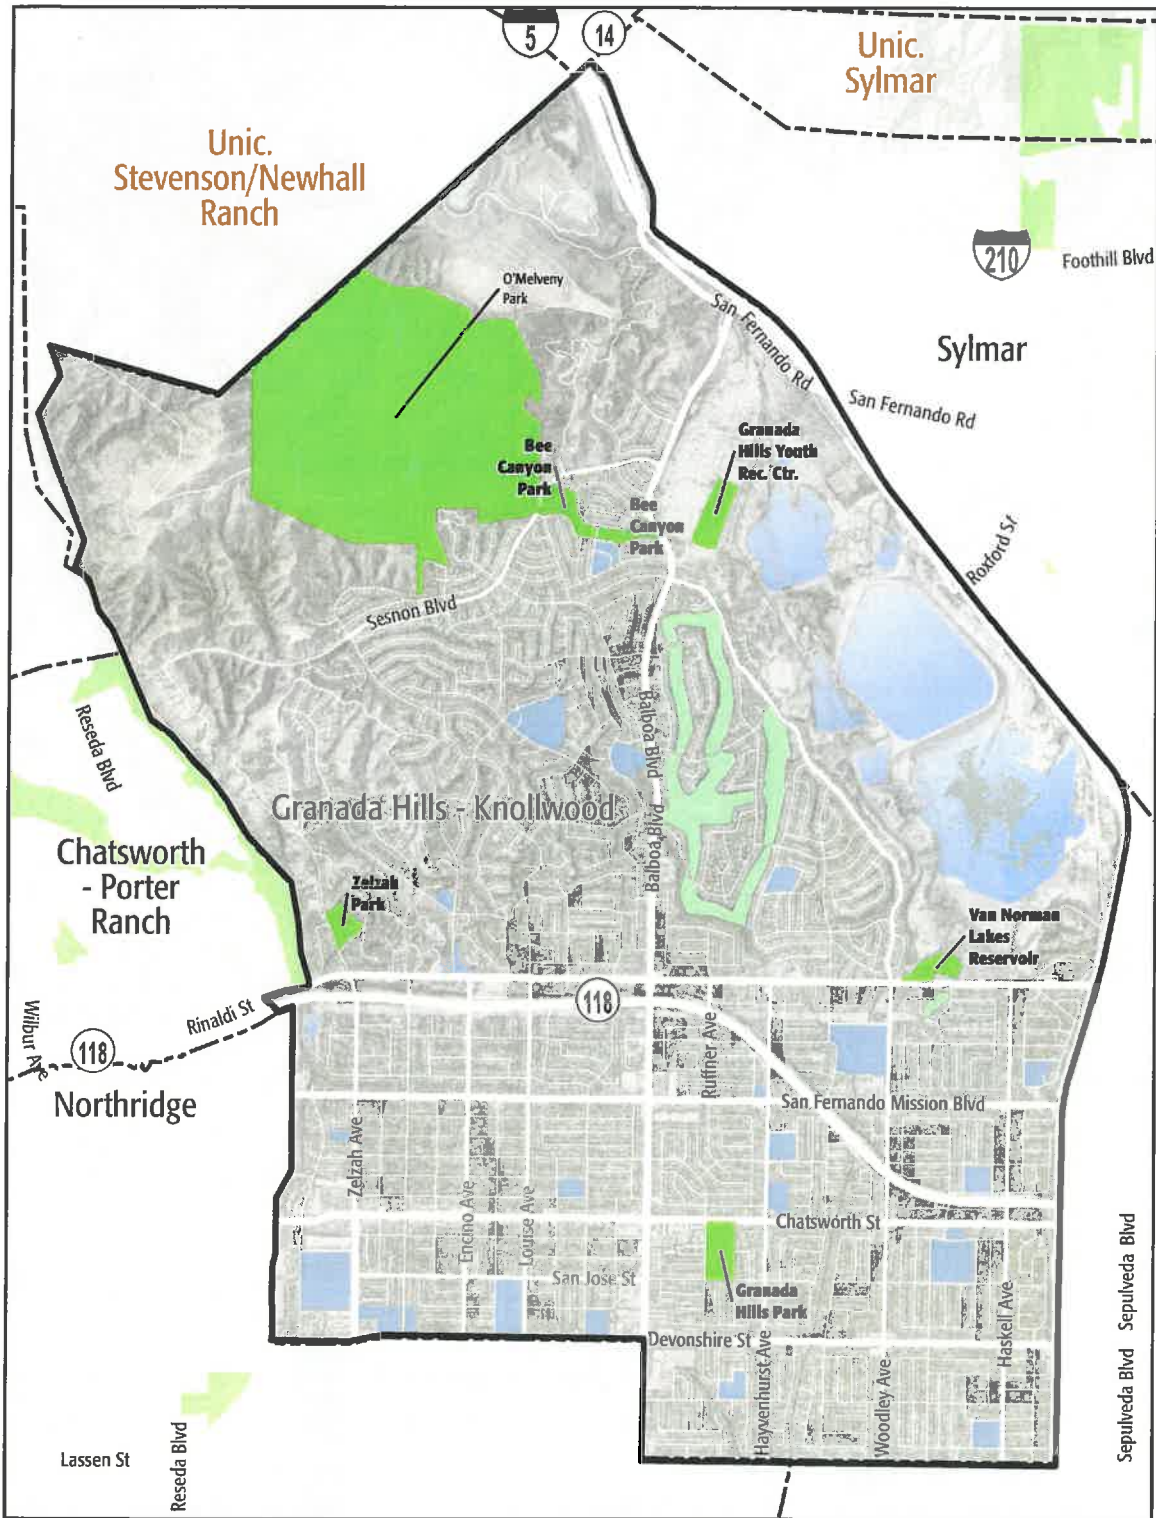 5
14
Unic.
Sylmar
Unic.
Stevenson/Newhall
Ranch
210
Foothill Blvd
O'Melveny
Park
San Fernando Rd
Sylmar
San Fernando Rd
Granada
Hills Youth
Rec. Ctr.
Bee
Canyon
Park
Bee
Canyon
Park
Roxford St
Sesnon Blvd
Reseda Blvd
Balboa Blvd
Granada Hills - Knollwood
Balboa Blvd
Chatsworth
- Porter
Ranch
Zelzah
Park
Van Norman
Lakes
Reservoir
Rinaldi St
118
Wilbur Ave
118
Ruffner Ave
Northridge
San Fernando Mission Blvd
Zelzah Ave
Encino Ave
Louise Ave
Chatsworth St
San Jose St
Granada
Hills Park
Sepulveda Blvd
Devonshire St
Haskell Ave
Hayvenhurst Ave
Woodley Ave
Sepulveda Blvd
Lassen St
Reseda Blvd